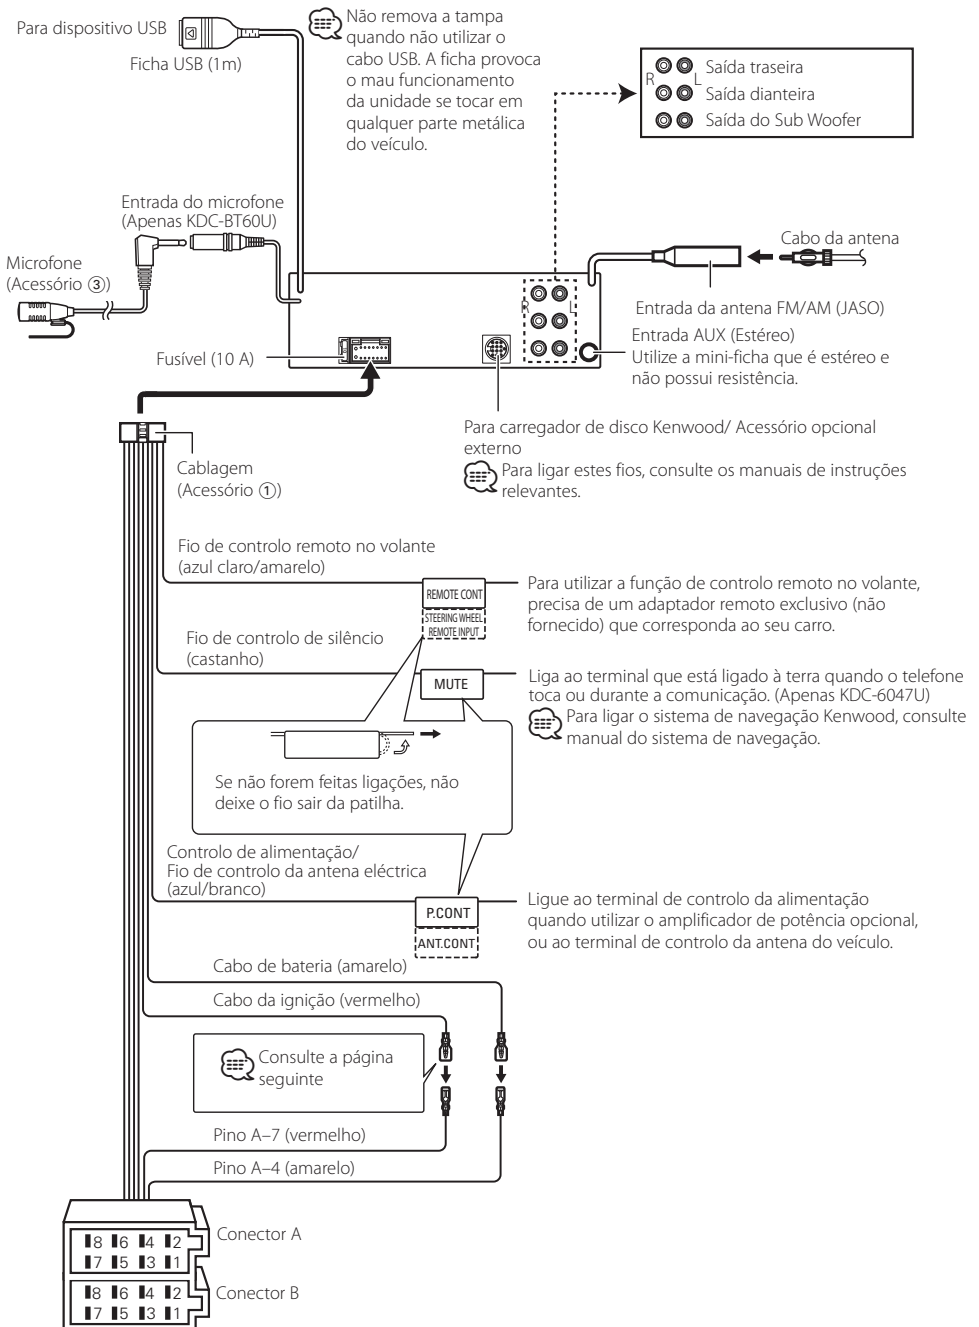 Para dispositivo USB
Ficha USB (1m)
Não remova a tampa
quando não utilizar o
cabo USB. A ficha provoca
o mau funcionamento
da unidade se tocar em
qualquer parte metálica
do veículo.
R
L
Saída traseira
Saída dianteira
Saída do Sub Woofer
Entrada do microfone
(Apenas KDC-BT60U)
Microfone
(Acessório ③)
Cabo da antena
Entrada da antena FM/AM (JASO)
R
L
Entrada AUX (Estéreo)
Utilize a mini-ficha que é estéreo e
não possui resistência.
Fusível (10 A)
Para carregador de disco Kenwood/ Acessório opcional
externo
Para ligar estes fios, consulte os manuais de instruções
relevantes.
Cablagem
(Acessório ①)
Fio de controlo remoto no volante
(azul claro/amarelo)
REMOTE CONT
STEERING WHEEL
REMOTE INPUT
Para utilizar a função de controlo remoto no volante,
precisa de um adaptador remoto exclusivo (não
fornecido) que corresponda ao seu carro.
Fio de controlo de silêncio
(castanho)
MUTE
Liga ao terminal que está ligado à terra quando o telefone
toca ou durante a comunicação. (Apenas KDC-6047U)
Para ligar o sistema de navegação Kenwood, consulte
manual do sistema de navegação.
Se não forem feitas ligações, não
deixe o fio sair da patilha.
Controlo de alimentação/
Fio de controlo da antena eléctrica
(azul/branco)
P.CONT
ANT.CONT
Ligue ao terminal de controlo da alimentação
quando utilizar o amplificador de potência opcional,
ou ao terminal de controlo da antena do veículo.
Cabo de bateria (amarelo)
Cabo da ignição (vermelho)
Consulte a página
seguinte
Pino A–7 (vermelho)
Pino A–4 (amarelo)
Conector A
8 6 4 2
7 5 3 1
Conector B
8 6 4 2
7 5 3 1